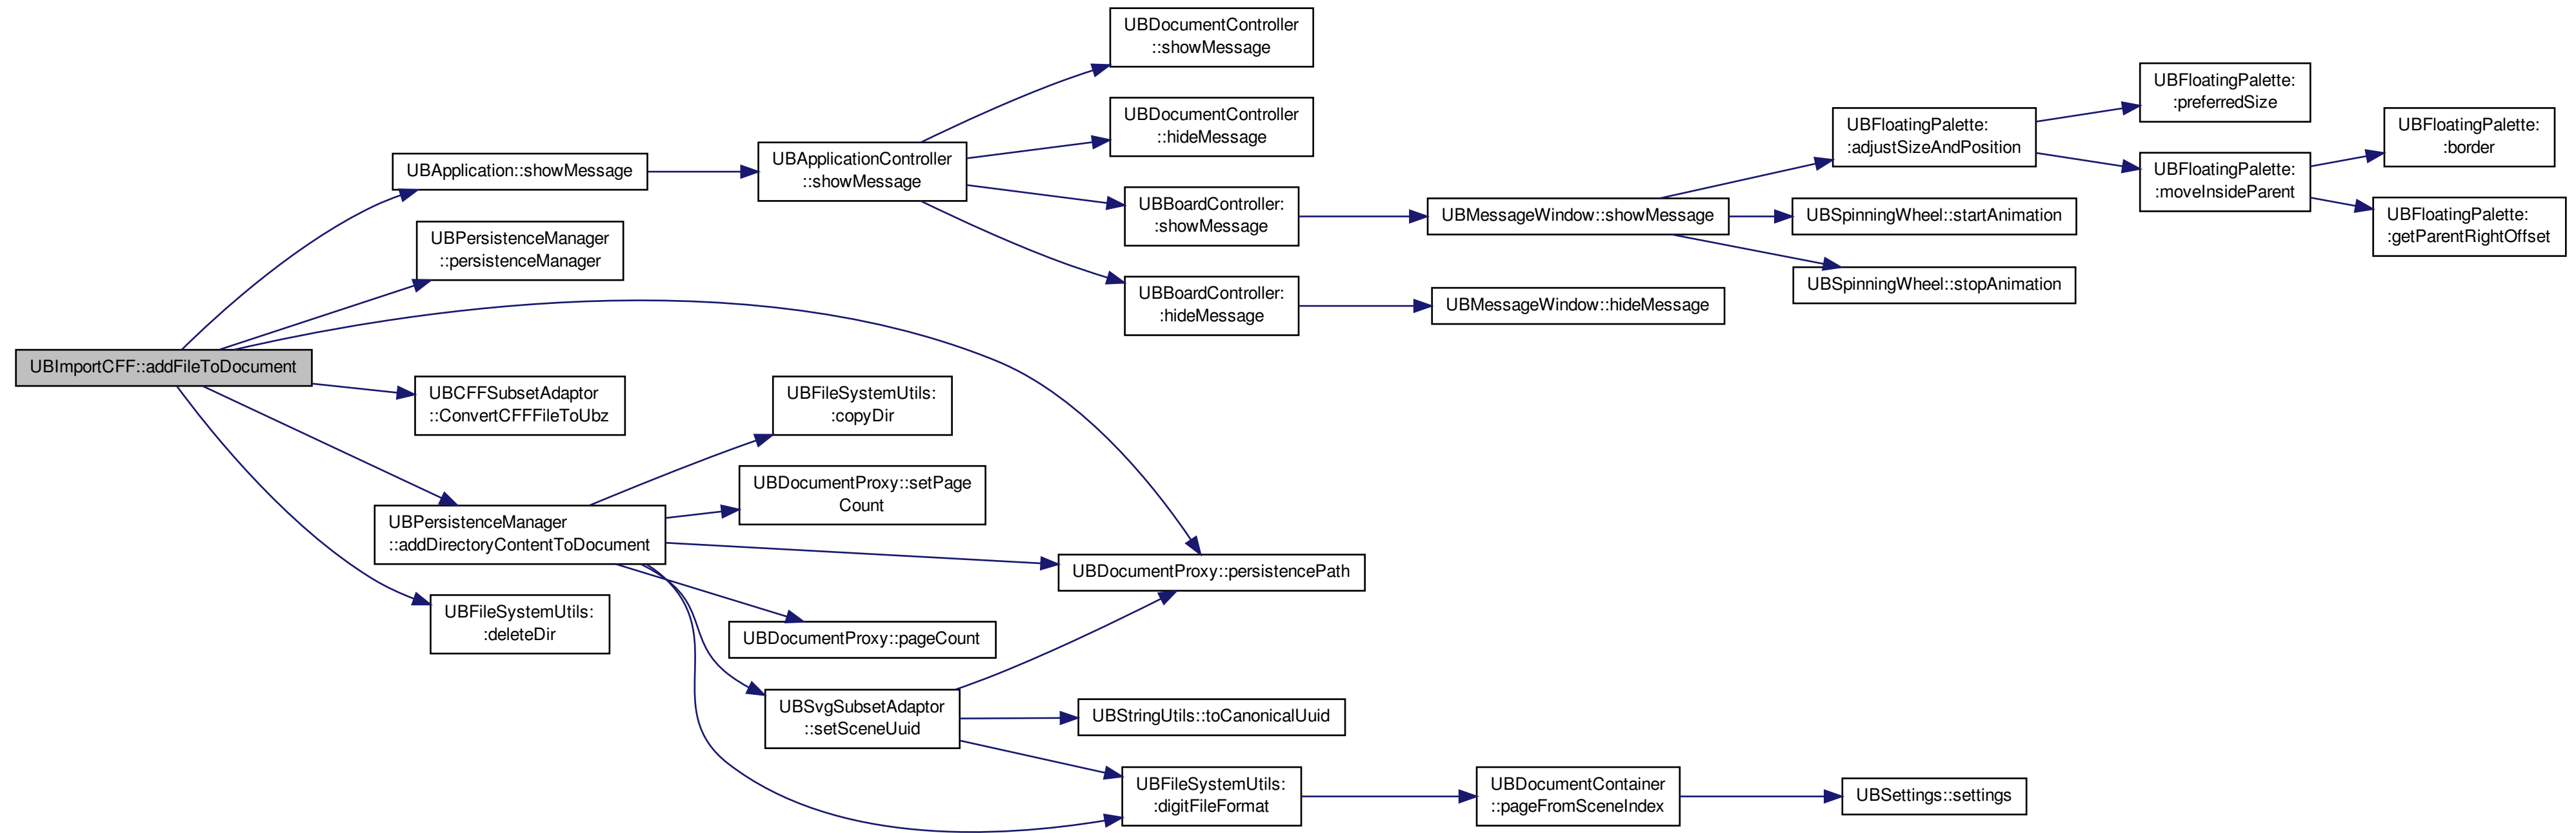 UBDocumentController
::showMessage
UBDocumentController
::hideMessage
UBApplication::showMessage
UBApplicationController
::showMessage
UBBoardController:
:showMessage
UBBoardController:
:hideMessage
UBMessageWindow::showMessage
UBMessageWindow::hideMessage
UBFloatingPalette:
:adjustSizeAndPosition
UBSpinningWheel::startAnimation
UBSpinningWheel::stopAnimation
UBFloatingPalette:
:preferredSize
UBFloatingPalette:
:moveInsideParent
UBFloatingPalette:
:border
UBFloatingPalette:
:getParentRightOffset
UBPersistenceManager
::persistenceManager
UBImportCFF::addFileToDocument
UBCFFSubsetAdaptor
::ConvertCFFFileToUbz
UBPersistenceManager
::addDirectoryContentToDocument
UBFileSystemUtils:
:deleteDir
UBFileSystemUtils:
:copyDir
UBDocumentProxy::setPage
Count
UBDocumentProxy::persistencePath
UBDocumentProxy::pageCount
UBSvgSubsetAdaptor
::setSceneUuid
UBStringUtils::toCanonicalUuid
UBFileSystemUtils:
:digitFileFormat
UBDocumentContainer
::pageFromSceneIndex
UBSettings::settings